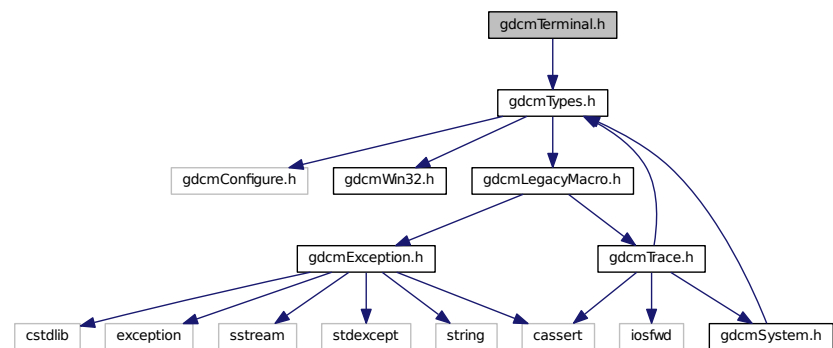 gdcmTerminal.h
gdcmTypes.h
gdcmConfigure.h
gdcmWin32.h
gdcmLegacyMacro.h
gdcmException.h
gdcmTrace.h
cstdlib
exception
sstream
stdexcept
string
cassert
iosfwd
gdcmSystem.h